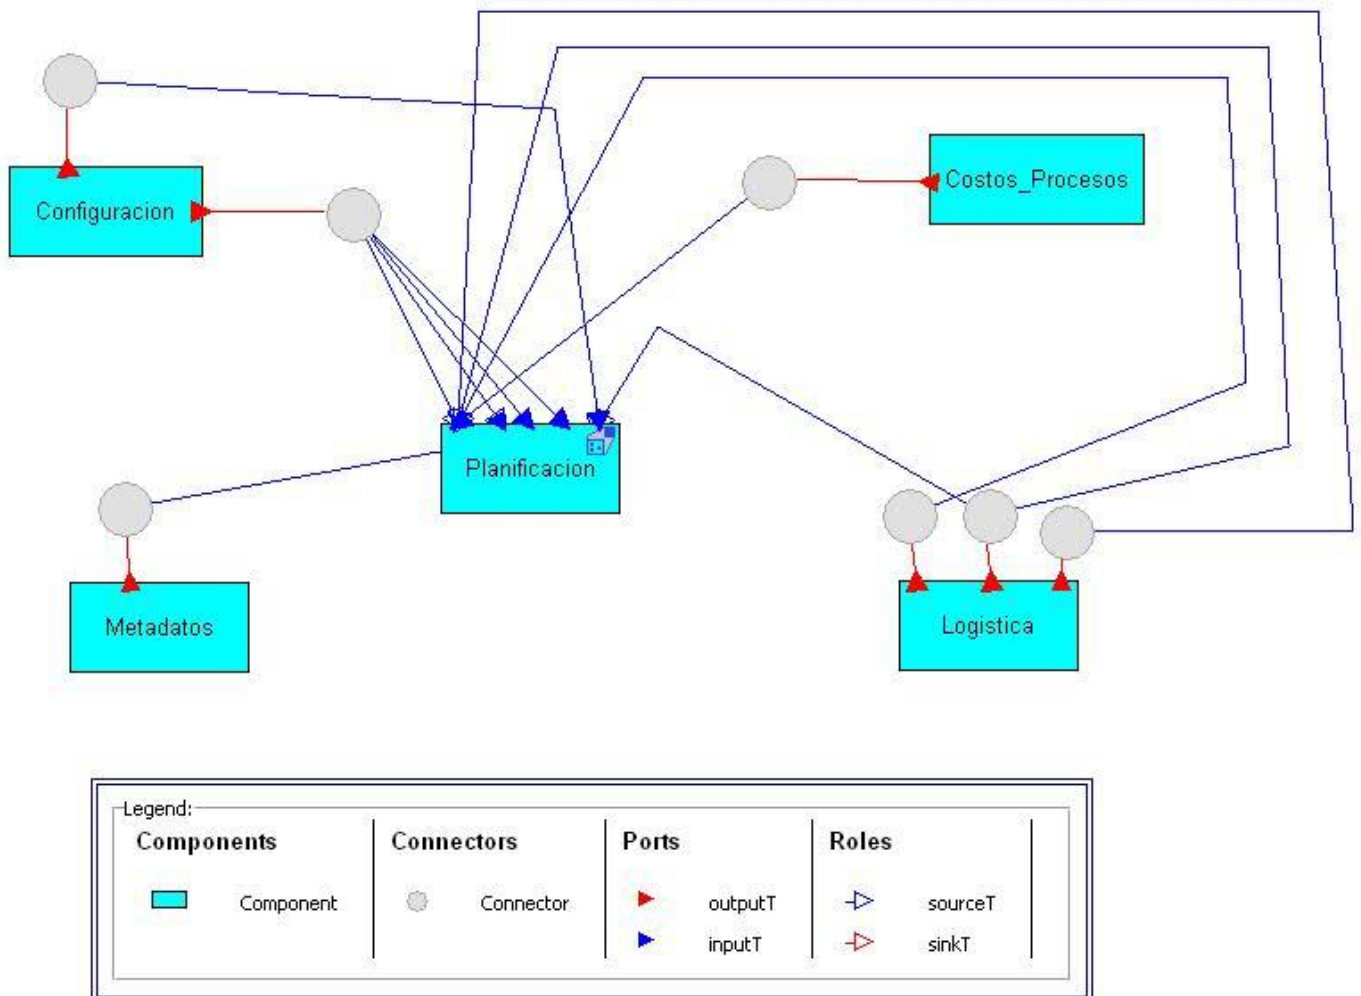 Costos_Procesos
Configuracion
Planificacion
Metadatos
Logistica
Legend:
Components Connectors Ports Roles
Component Connector outputT sourceT
inputT sinkT